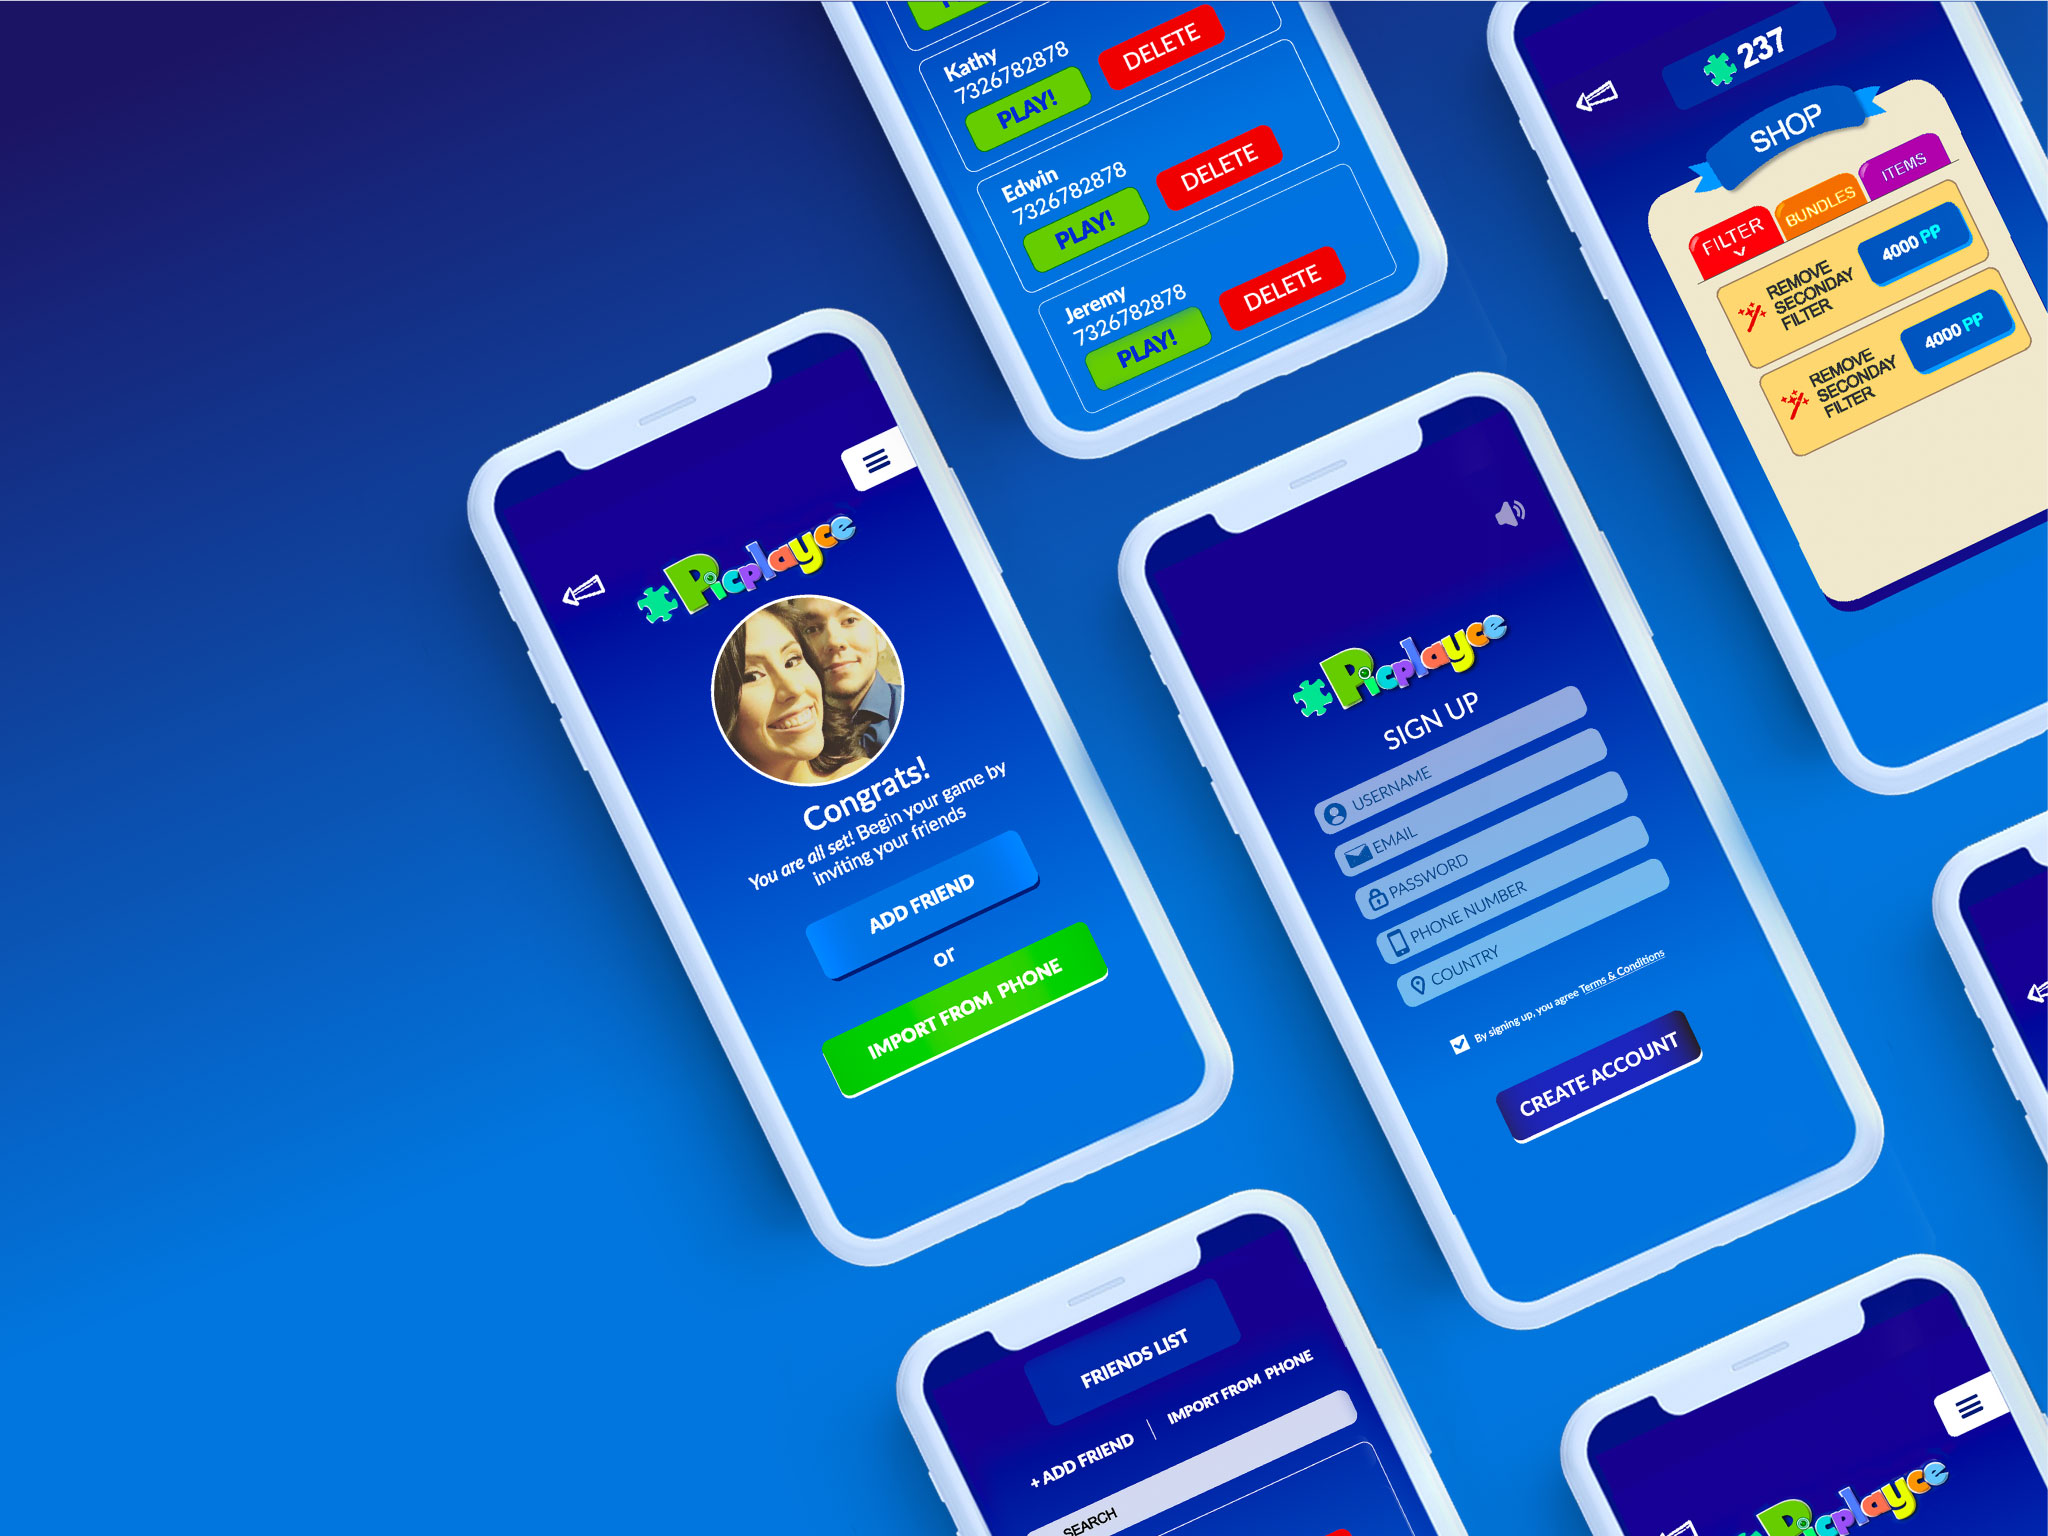 Kathy
7326782878
PLAY!
DELETE
Edwin
7326782878
PLAY!
DELETE
Jeremy
7326782878
PLAY!
DELETE
237
SHOP
FILTER
BUNDLES
ITEMS
REMOVE
SECONDAY
FILTER
4000 PP
REMOVE
SECONDAY
FILTER
4000 PP
Picplayce
Congrats!
You are all set! Begin your game by
inviting your friends
ADD FRIEND
or
IMPORT FROM PHONE
Picplayce
SIGN UP
USERNAME
EMAIL
PASSWORD
PHONE NUMBER
COUNTRY
By signing up, you agree Terms & Conditions
CREATE ACCOUNT
FRIENDS LIST
+ ADD FRIEND
IMPORT FROM PHONE
SEARCH
Picplayce